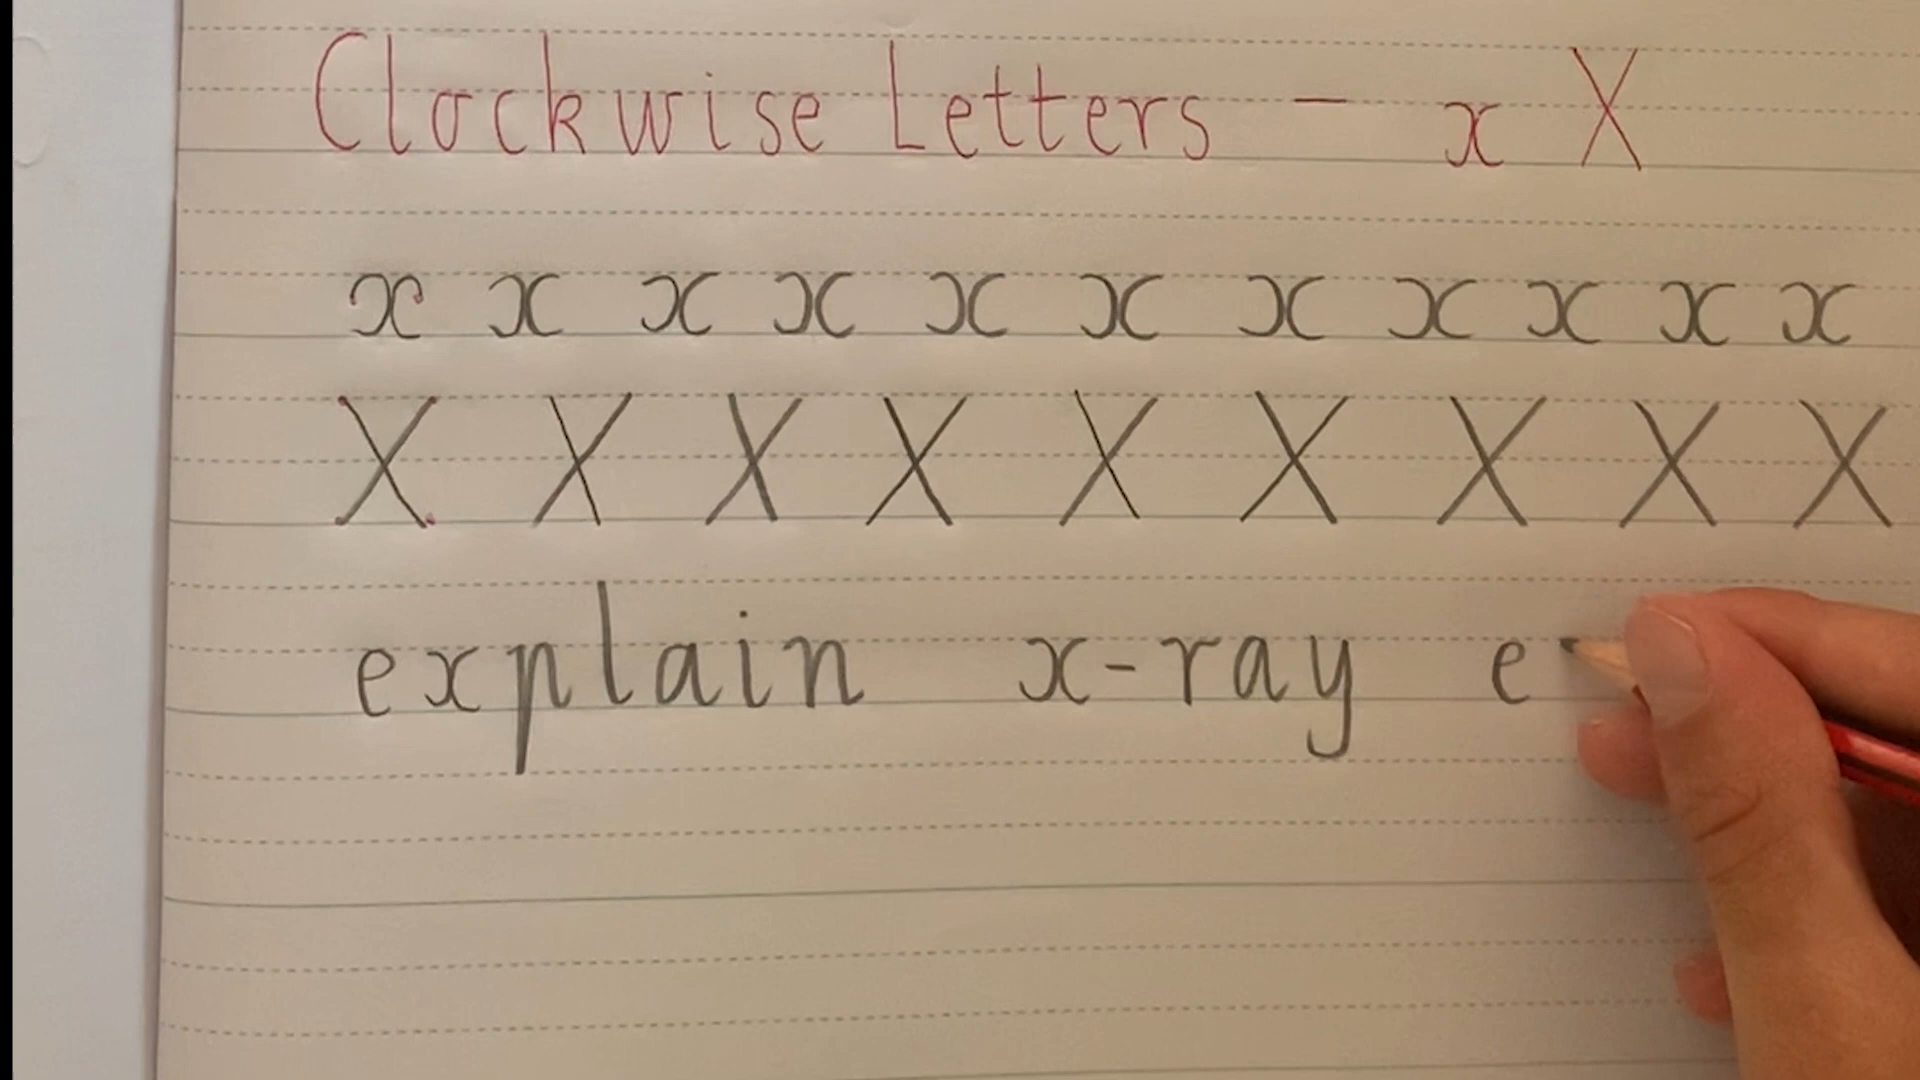 Clockwise Letters - x X
x x x x x x x x x x x
X X X X X X X X X
explain x-ray e